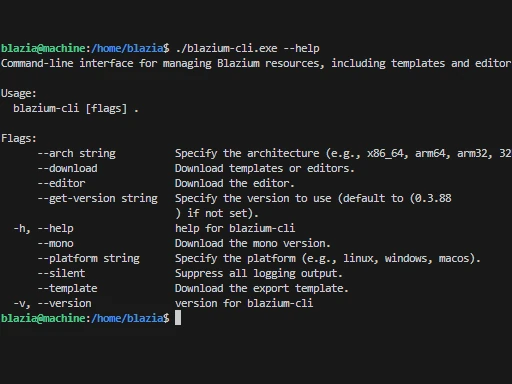 blazia@machine:/home/blazia$ ./blazium-cli.exe --help
Command-line interface for managing Blazium resources, including templates and editor
Usage:
blazium-cli [flags] .
Flags:
--arch string Specify the architecture (e.g., x86_64, arm64, arm32, 32
--download Download templates or editors.
--editor Download the editor.
--get-version string Specify the version to use (default to (0.3.88
) if not set).
-h, --help help for blazium-cli
--mono Download the mono version.
--platform string Specify the platform (e.g., linux, windows, macos).
--silent Suppress all logging output.
--template Download the export template.
-v, --version version for blazium-cli
blazia@machine:/home/blazia$